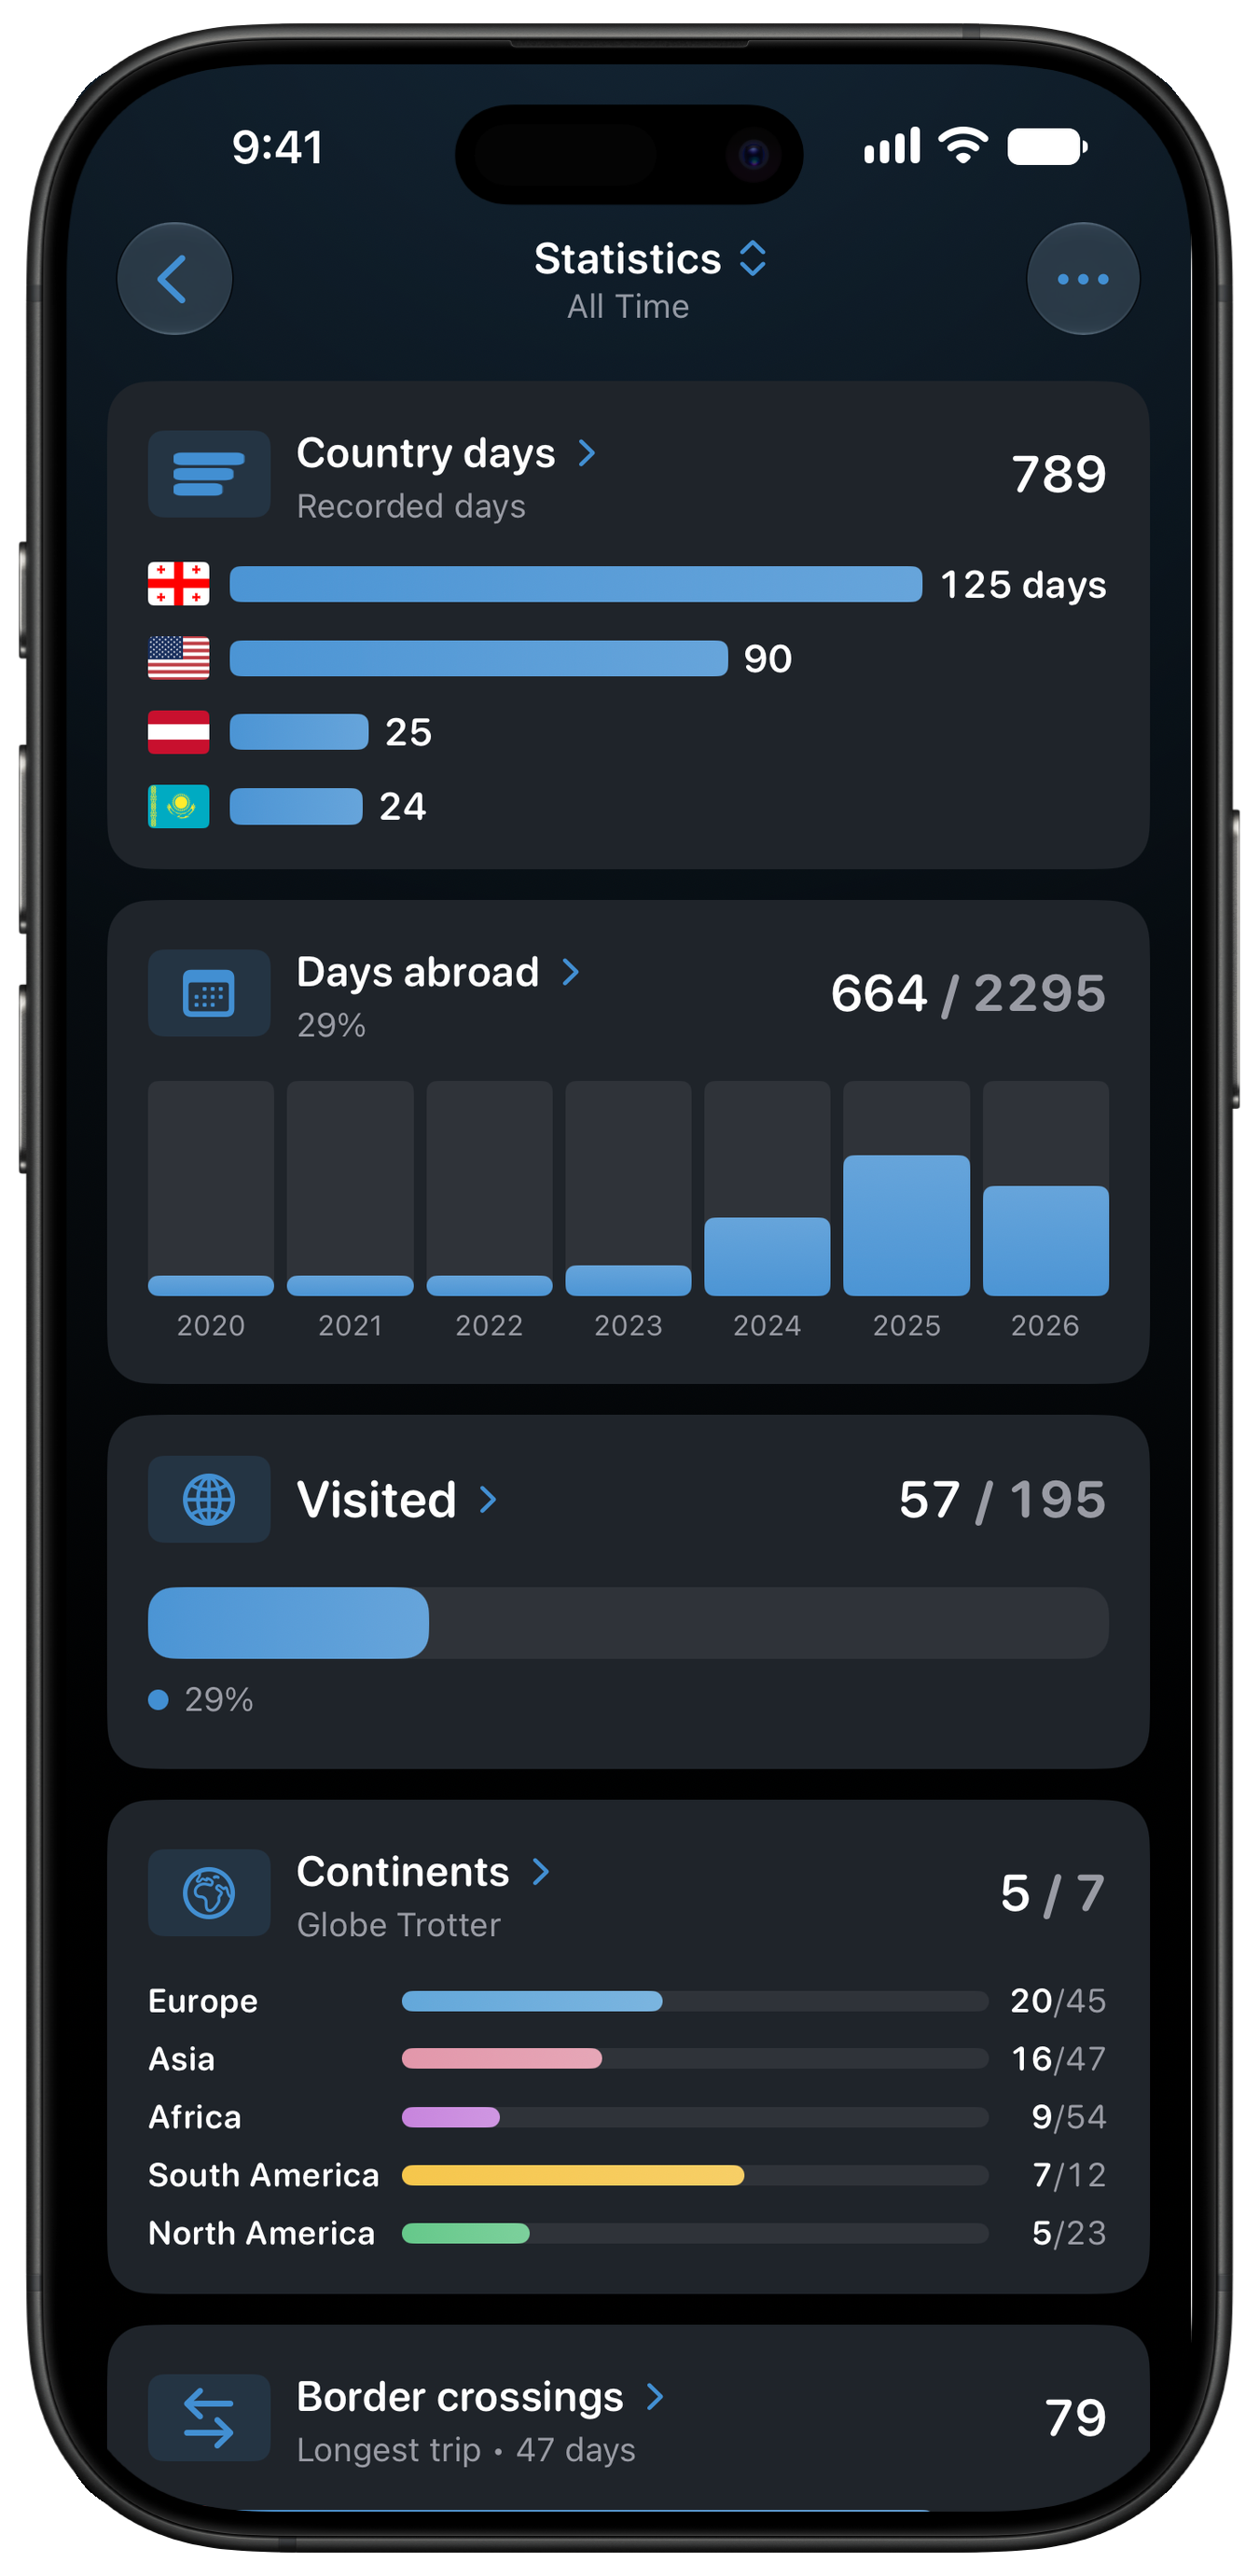 9:41
Statistics
All Time
Country days
Recorded days
789
125 days
90
25
24
Days abroad
29%
664 / 2295
2020 2021 2022 2023 2024 2025 2026
Visited
57 / 195
29%
Continents
Globe Trotter
5 / 7
Europe 20/45
Asia 16/47
Africa 9/54
South America 7/12
North America 5/23
Border crossings
Longest trip • 47 days
79